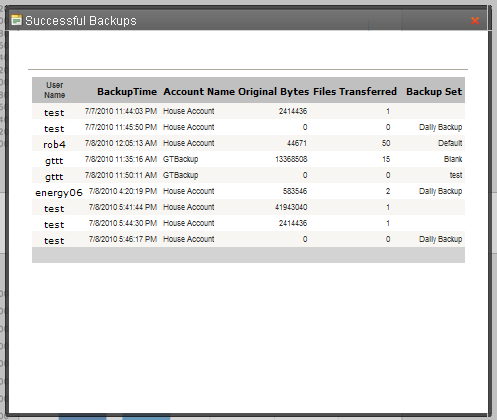 Successful Backups
User Name BackupTime Account Name Original Bytes Files Transferred Backup Set
test 7/7/2010 11:44:03 PM House Account 2414436 1
test 7/7/2010 11:45:50 PM House Account 0 0 Daily Backup
rob4 7/8/2010 12:05:13 AM House Account 44671 50 Default
gttt 7/8/2010 11:35:16 AM GTBackup 13368508 15 Blank
gttt 7/8/2010 11:50:11 AM GTBackup 0 0 test
energy06 7/8/2010 4:20:19 PM House Account 583546 2 Daily Backup
test 7/8/2010 5:41:44 PM House Account 41943040 1
test 7/8/2010 5:44:30 PM House Account 2414436 1
test 7/8/2010 5:46:17 PM House Account 0 0 Daily Backup